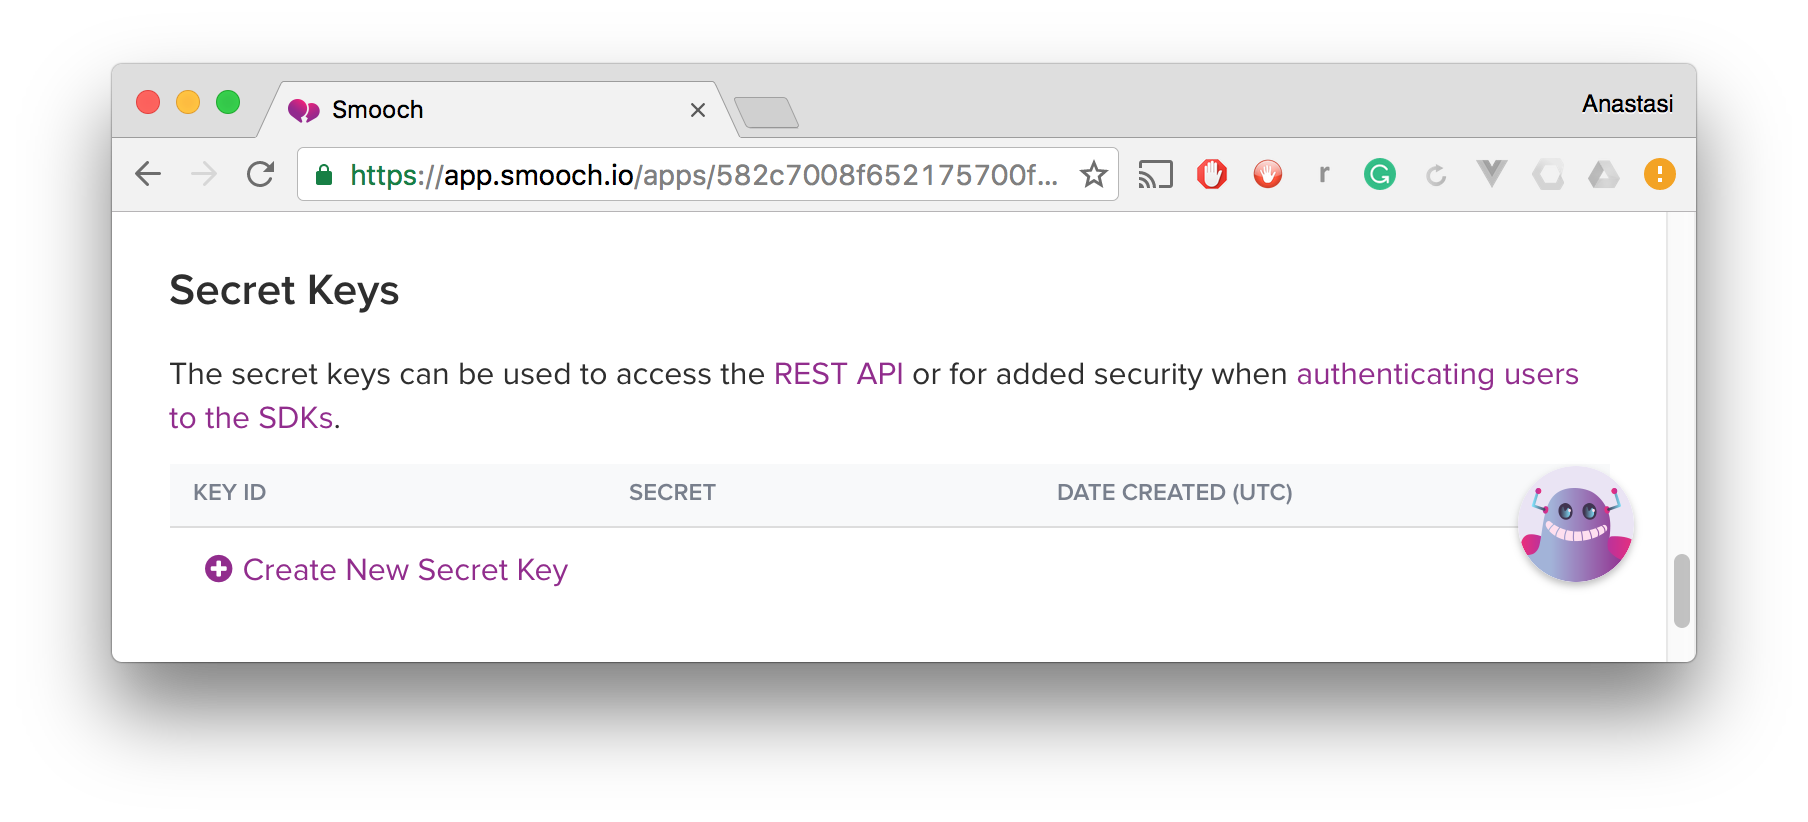 Smooch
Anastasi
https://app.smooch.io/apps/582c7008f652175700f...
r
Secret Keys
The secret keys can be used to access the REST API or for added security when authenticating users
to the SDKs.
KEY ID SECRET DATE CREATED (UTC)
Create New Secret Key